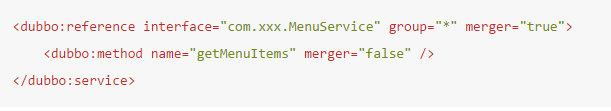 <dubbo:reference interface="com.xxx.MenuService" group="*" merger="true">
    <dubbo:method name="getMenuItems" merger="false" />
</dubbo:service>